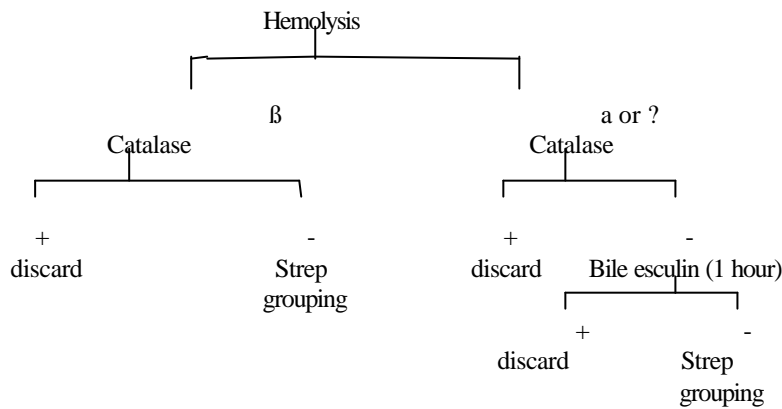 Hemolysis
ß
a or ?
Catalase
Catalase
+
-
+
-
discard
Strep
grouping
discard
Bile esculin (1 hour)
+
-
discard
Strep
grouping